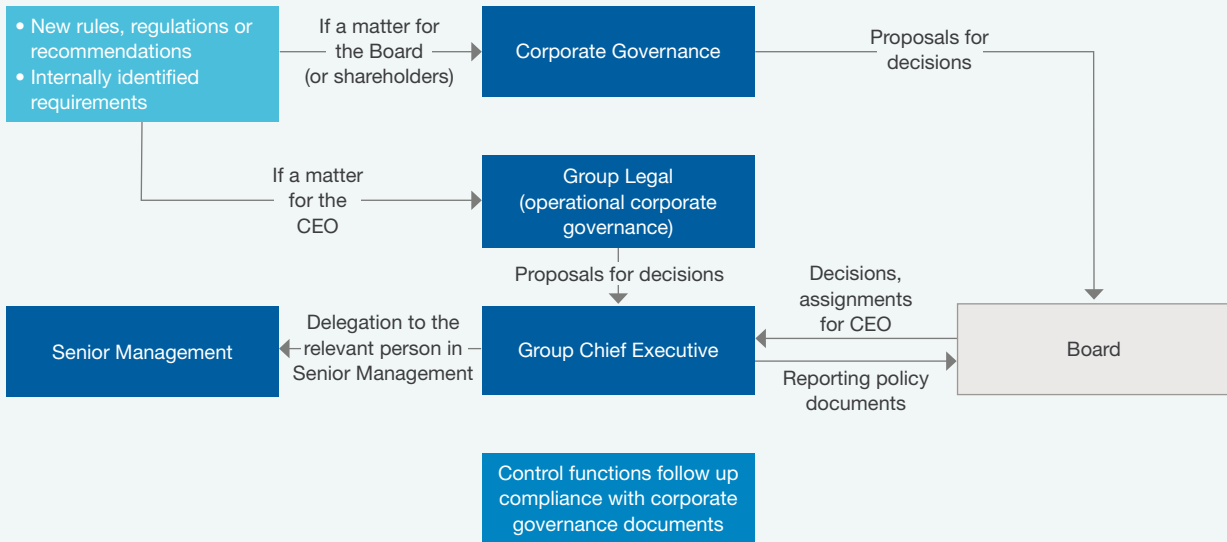 • New rules, regulations or
recommendations
• Internally identified
requirements
If a matter for
the Board
(or shareholders)
Corporate Governance
Proposals for
decisions
If a matter
for the
CEO
Group Legal
(operational corporate
governance)
Proposals for decisions
Senior Management
Delegation to the
relevant person in
Senior Management
Group Chief Executive
Decisions,
assignments
for CEO
Reporting policy
documents
Board
Control functions follow up
compliance with corporate
governance documents